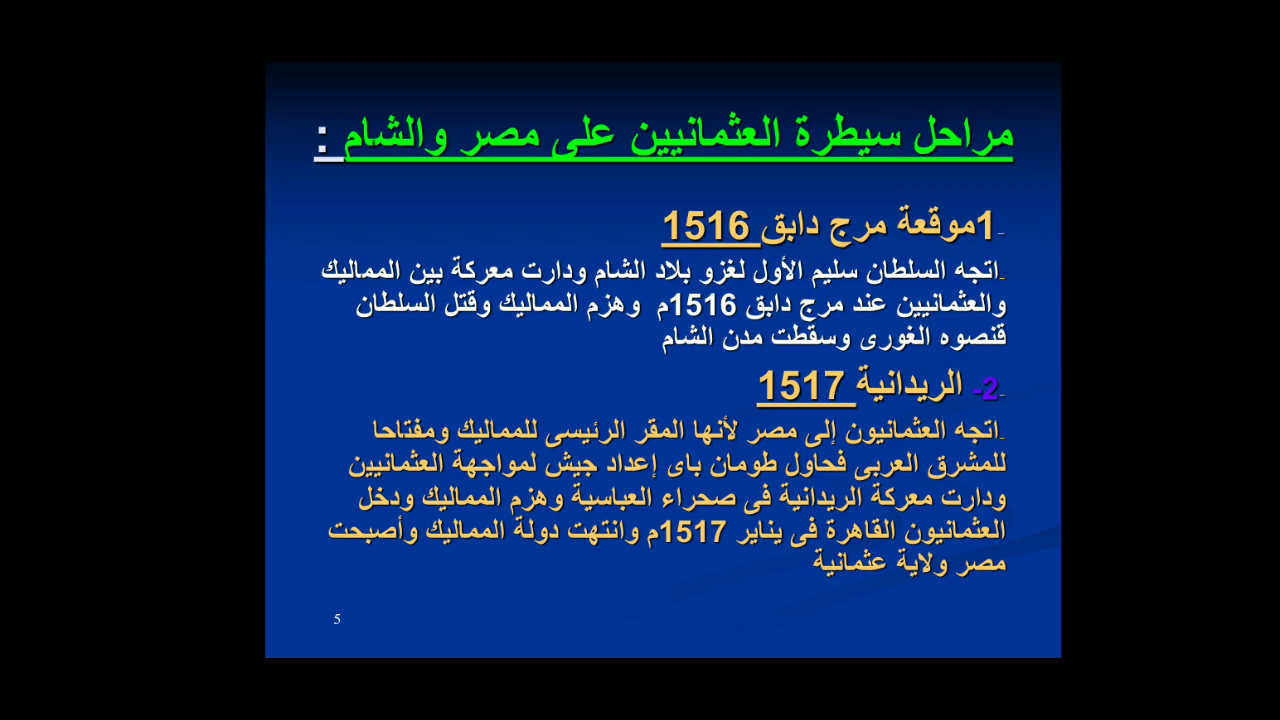 مراحل سيطرة العثمانيين على مصر والشام :
-1موقعة مرج دابق 1516
-اتجه السلطان سليم الأول لغزو بلاد الشام ودارت معركة بين المماليك
والعثمانيين عند مرج دابق 1516م وهزم المماليك وقتل السلطان
قنصوه الغورى وسقطت مدن الشام
-2- الريدانية 1517
-اتجه العثمانيون إلى مصر لأنها المقر الرئيسى للمماليك ومفتاحا
للمشرق العربى فحاول طومان باى إعداد جيش لمواجهة العثمانيين
ودارت معركة الريدانية فى صحراء العباسية وهزم المماليك ودخل
العثمانيون القاهرة فى يناير 1517م وانتهت دولة المماليك وأصبحت
مصر ولاية عثمانية
5